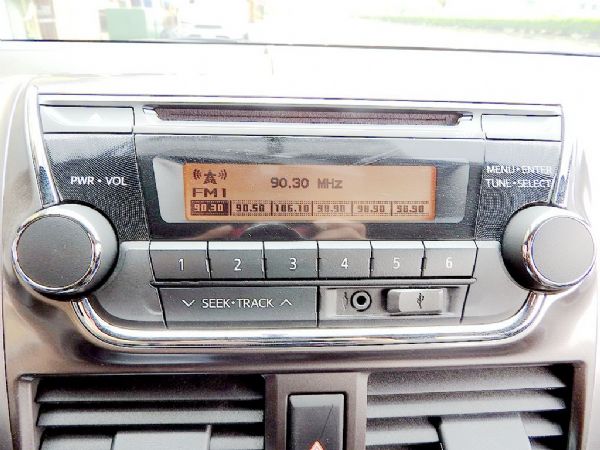 PWR • VOL
FM1
90.30 MHz
90.30 90.50 106.10 98.90 98.90 98.90
MENU • ENTER
TUNE • SELECT
1 2 3 4 5 6
SEEK • TRACK